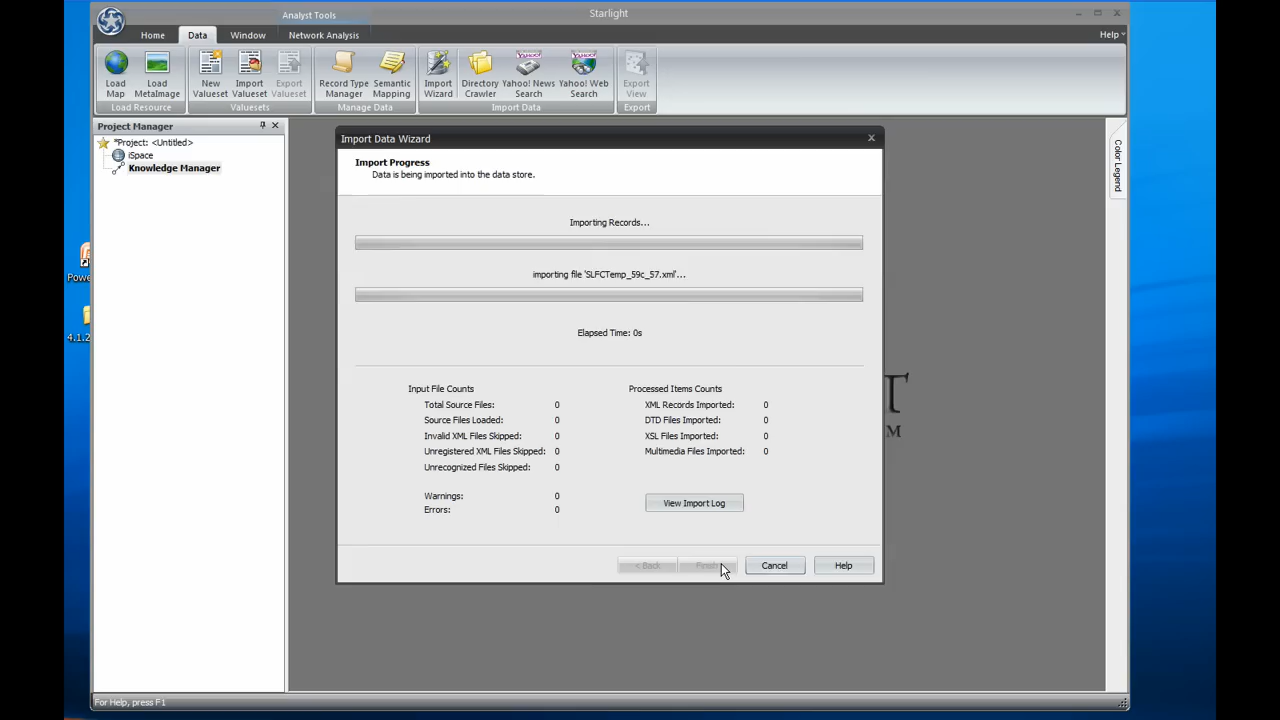 Analyst Tools
Starlight
Home
Data
Window
Network Analysis
Help
Load Map
Load MetaImage
New Valueset
Import Valueset
Export Valueset
Record Type Manager
Semantic Mapping
Import Wizard
Directory Crawler
Yahoo! News Search
Yahoo! Web Search
Export View
Load Resource
Valuesets
Manage Data
Import Data
Export
Project Manager
*Project: <Untitled>
iSpace
Knowledge Manager
Color Legend
Import Data Wizard
Import Progress
Data is being imported into the data store.
Importing Records...
importing file 'SLFCTemp_59c_57.xml'...
Elapsed Time: 0s
Input File Counts
Total Source Files: 0
Source Files Loaded: 0
Invalid XML Files Skipped: 0
Unregistered XML Files Skipped: 0
Unrecognized Files Skipped: 0
Warnings: 0
Errors: 0
Processed Items Counts
XML Records Imported: 0
DTD Files Imported: 0
XSL Files Imported: 0
Multimedia Files Imported: 0
View Import Log
< Back
Finish
Cancel
Help
T
M
Powe
4.1.2
For Help, press F1